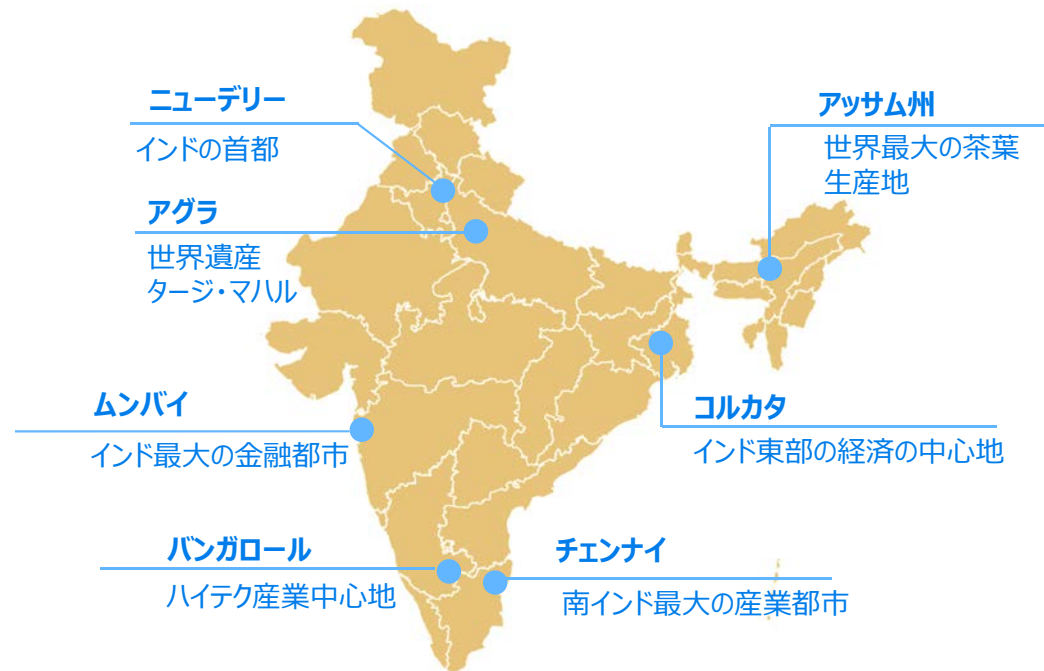 ニューデリー
インドの首都
アグラ
世界遺産
タージ・マハル
ムンバイ
インド最大の金融都市
バンガロール
ハイテク産業中心地
アッサム州
世界最大の茶葉
生産地
コルカタ
インド東部の経済の中心地
チェンナイ
南インド最大の産業都市